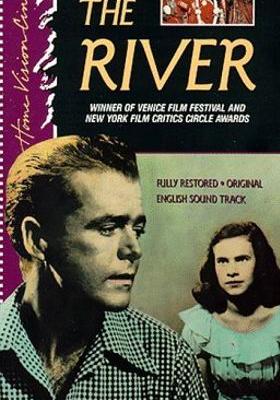 THE
RIVER
WINNER OF VENICE FILM FESTIVAL AND
NEW YORK FILM CRITICS CIRCLE AWARDS
FULLY RESTORED • ORIGINAL
ENGLISH SOUND TRACK
Home Vision Cinema